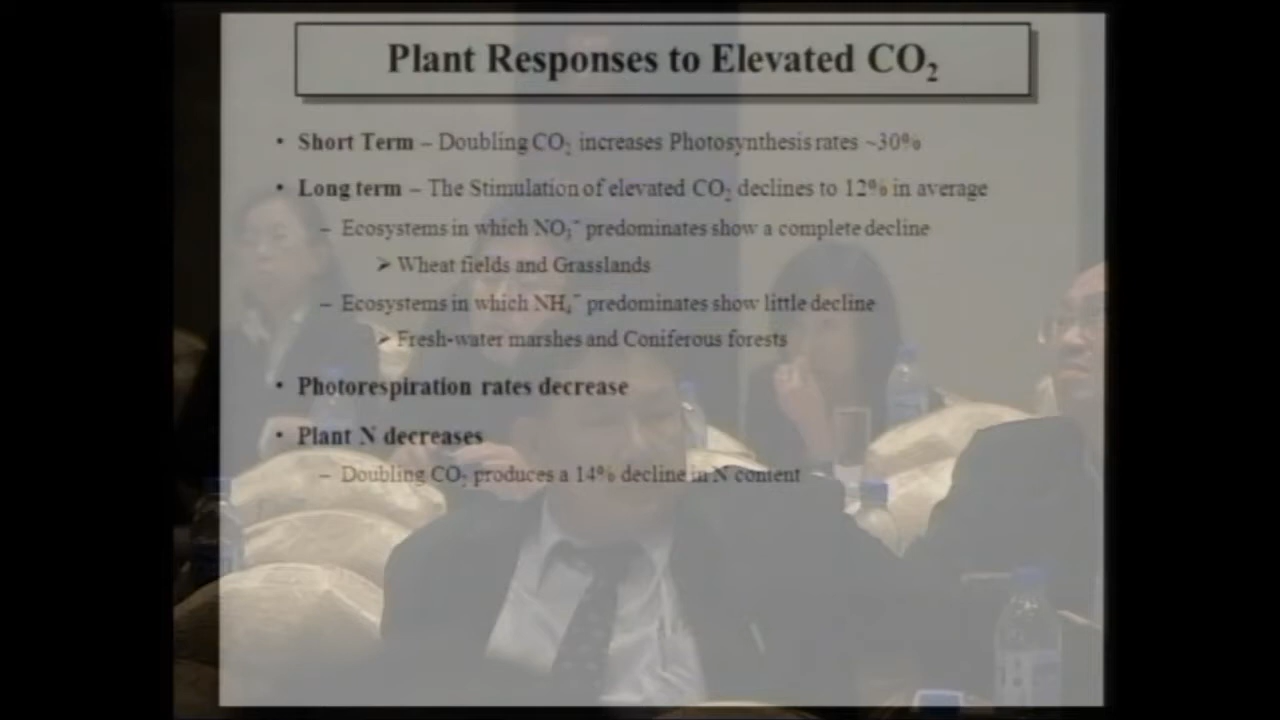 Plant Responses to Elevated CO₂
• Short Term – Doubling CO₂ increases Photosynthesis rates ~30%
• Long term – The Stimulation of elevated CO₂ declines to 12% in average
– Ecosystems in which NO₃⁻ predominates show a complete decline
➢ Wheat fields and Grasslands
– Ecosystems in which NH₄⁻ predominates show little decline
➢ Fresh-water marshes and Coniferous forests
• Photorespiration rates decrease
• Plant N decreases
– Doubling CO₂ produces a 14% decline in N content